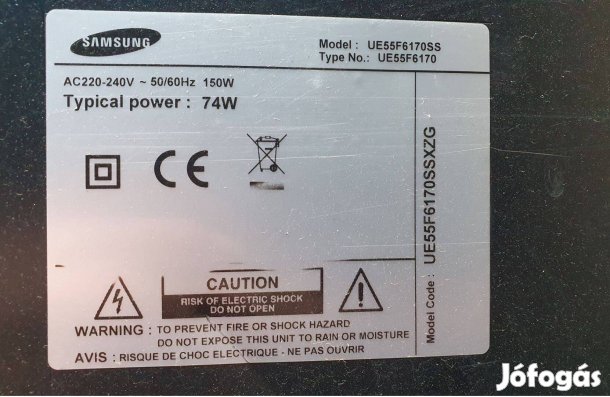 SAMSUNG
Model : UE55F6170SS
Type No.: UE55F6170
AC220-240V ~ 50/60Hz 150W
Typical power : 74W
CE
Model Code : UE55F6170SSXZG
CAUTION
RISK OF ELECTRIC SHOCK
DO NOT OPEN
WARNING : TO PREVENT FIRE OR SHOCK HAZARD
DO NOT EXPOSE THIS UNIT TO RAIN OR MOISTURE
AVIS : RISQUE DE CHOC ELECTRIQUE - NE PAS OUVRIR
Jófogás